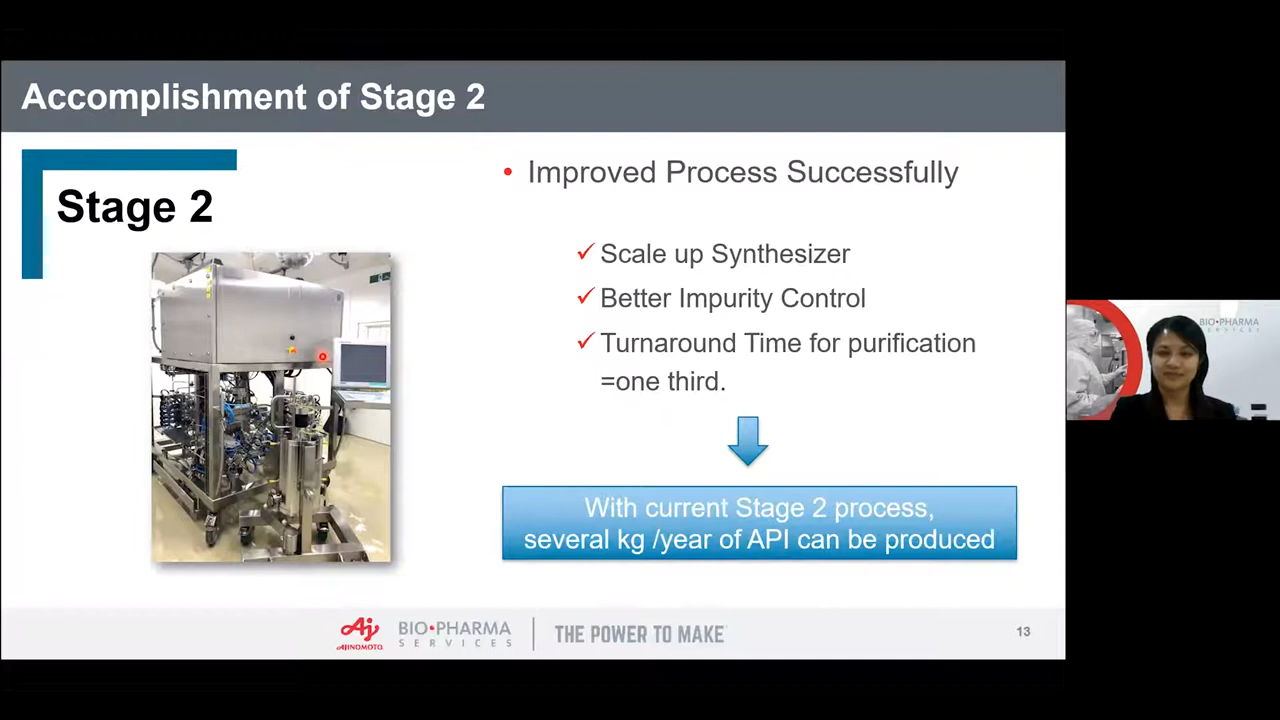 Accomplishment of Stage 2
Stage 2
• Improved Process Successfully
✓ Scale up Synthesizer
✓ Better Impurity Control
✓ Turnaround Time for purification
=one third.
With current Stage 2 process,
several kg /year of API can be produced
Aj
AJINOMOTO
BIO•PHARMA
SERVICES
THE POWER TO MAKE
13
BIO•PHARMA
SERVICES